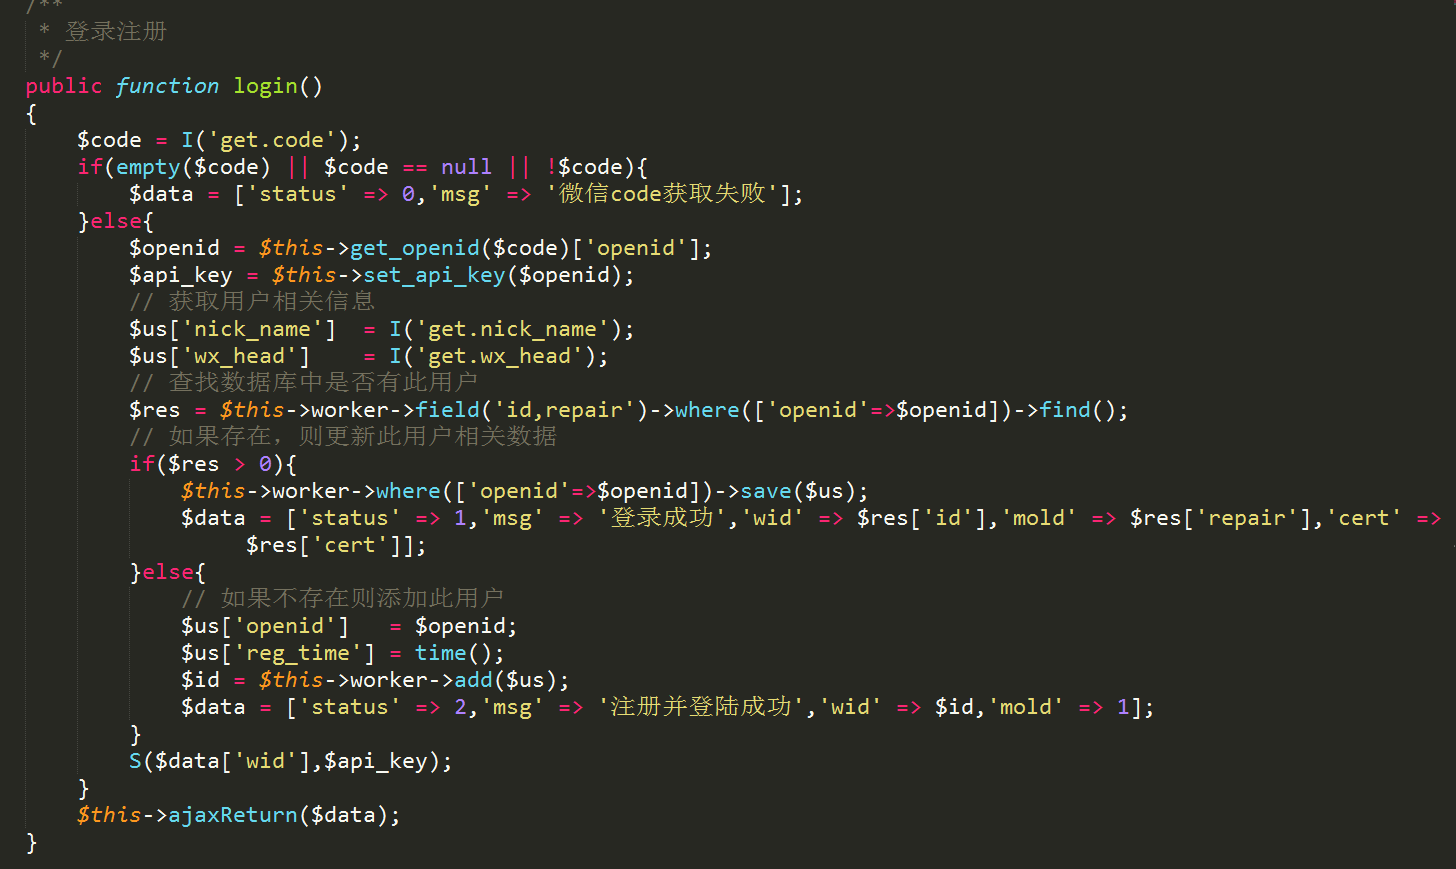 /**
 * 登录注册
 */
public function login()
{
    $code = I('get.code');
    if(empty($code) || $code == null || !$code){
        $data = ['status' => 0,'msg' => '微信code获取失败'];
    }else{
        $openid = $this->get_openid($code)['openid'];
        $api_key = $this->set_api_key($openid);
        // 获取用户相关信息
        $us['nick_name']  = I('get.nick_name');
        $us['wx_head']    = I('get.wx_head');
        // 查找数据库中是否有此用户
        $res = $this->worker->field('id,repair')->where(['openid'=>$openid])->find();
        // 如果存在，则更新此用户相关数据
        if($res > 0){
            $this->worker->where(['openid'=>$openid])->save($us);
            $data = ['status' => 1,'msg' => '登录成功','wid' => $res['id'],'mold' => $res['repair'],'cert' =>
                 $res['cert']];
        }else{
            // 如果不存在则添加此用户
            $us['openid']   = $openid;
            $us['reg_time'] = time();
            $id = $this->worker->add($us);
            $data = ['status' => 2,'msg' => '注册并登陆成功','wid' => $id,'mold' => 1];
        }
        S($data['wid'],$api_key);
    }
    $this->ajaxReturn($data);
}